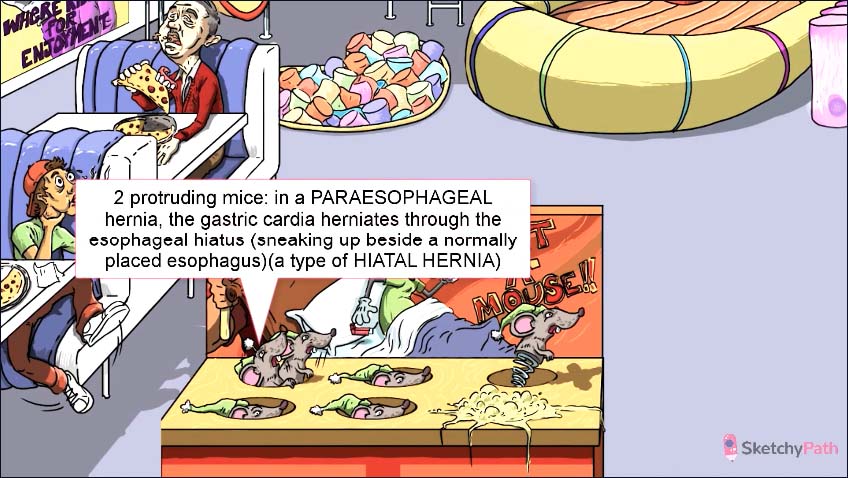 WHERE
FOR
ENJOYMENT
2 protruding mice: in a PARAESOPHAGEAL
hernia, the gastric cardia herniates through the
esophageal hiatus (sneaking up beside a normally
placed esophagus)(a type of HIATAL HERNIA)
MOUSE!!
SketchyPath